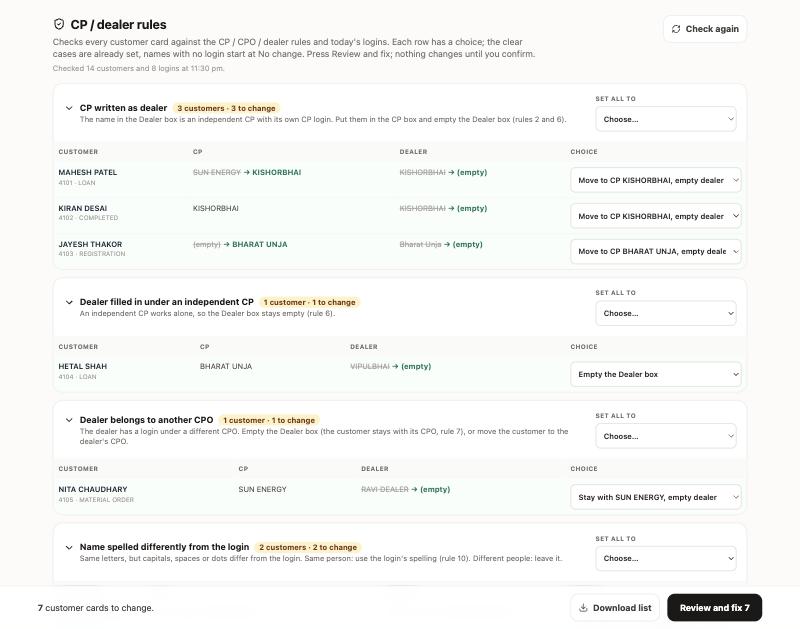 CP / dealer rules
Check again
Checks every customer card against the CP / CPO / dealer rules and today's logins. Each row has a choice; the clear
cases are already set, names with no login start at No change. Press Review and fix; nothing changes until you confirm.
Checked 14 customers and 8 logins at 11:30 pm.
CP written as dealer 3 customers · 3 to change
The name in the Dealer box is an independent CP with its own CP login. Put them in the CP box and empty the Dealer box (rules 2 and 6).
SET ALL TO
Choose...
CUSTOMER CP DEALER CHOICE
MAHESH PATEL SUN ENERGY → KISHORBHAI KISHORBHAI → (empty) Move to CP KISHORBHAI, empty dealer
4101 · LOAN
KIRAN DESAI KISHORBHAI KISHORBHAI → (empty) Move to CP KISHORBHAI, empty dealer
4102 · COMPLETED
JAYESH THAKOR (empty) → BHARAT UNJA Bharat Unja → (empty) Move to CP BHARAT UNJA, empty deale
4103 · REGISTRATION
Dealer filled in under an independent CP 1 customer · 1 to change
An independent CP works alone, so the Dealer box stays empty (rule 6).
SET ALL TO
Choose...
CUSTOMER CP DEALER CHOICE
HETAL SHAH BHARAT UNJA VIPULBHAI → (empty) Empty the Dealer box
4104 · LOAN
Dealer belongs to another CPO 1 customer · 1 to change
The dealer has a login under a different CPO. Empty the Dealer box (the customer stays with its CPO, rule 7), or move the customer to the
dealer's CPO.
SET ALL TO
Choose...
CUSTOMER CP DEALER CHOICE
NITA CHAUDHARY SUN ENERGY RAVI DEALER → (empty) Stay with SUN ENERGY, empty dealer
4105 · MATERIAL ORDER
Name spelled differently from the login 2 customers · 2 to change
Same letters, but capitals, spaces or dots differ from the login. Same person: use the login's spelling (rule 10). Different people: leave it.
SET ALL TO
Choose...
7 customer cards to change.
Download list
Review and fix 7